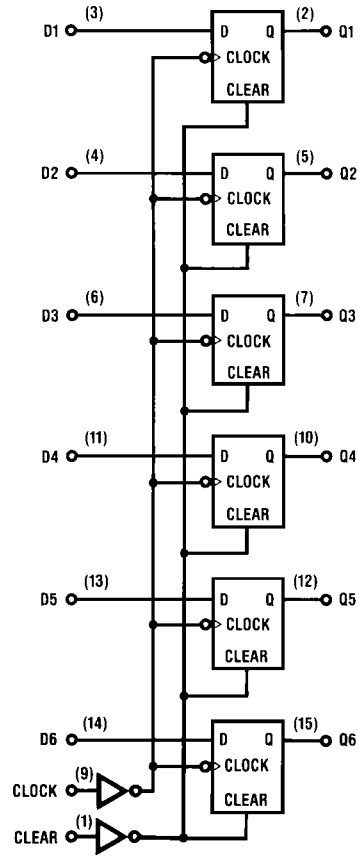 (3) (2)
D1 D Q Q1
CLOCK
CLEAR
(4) (5)
D2 D Q Q2
CLOCK
CLEAR
(6) (7)
D3 D Q Q3
CLOCK
CLEAR
(11) (10)
D4 D Q Q4
CLOCK
CLEAR
(13) (12)
D5 D Q Q5
CLOCK
CLEAR
(14) (15)
D6 D Q Q6
CLOCK
(9)
CLOCK
CLEAR
(1)
CLEAR